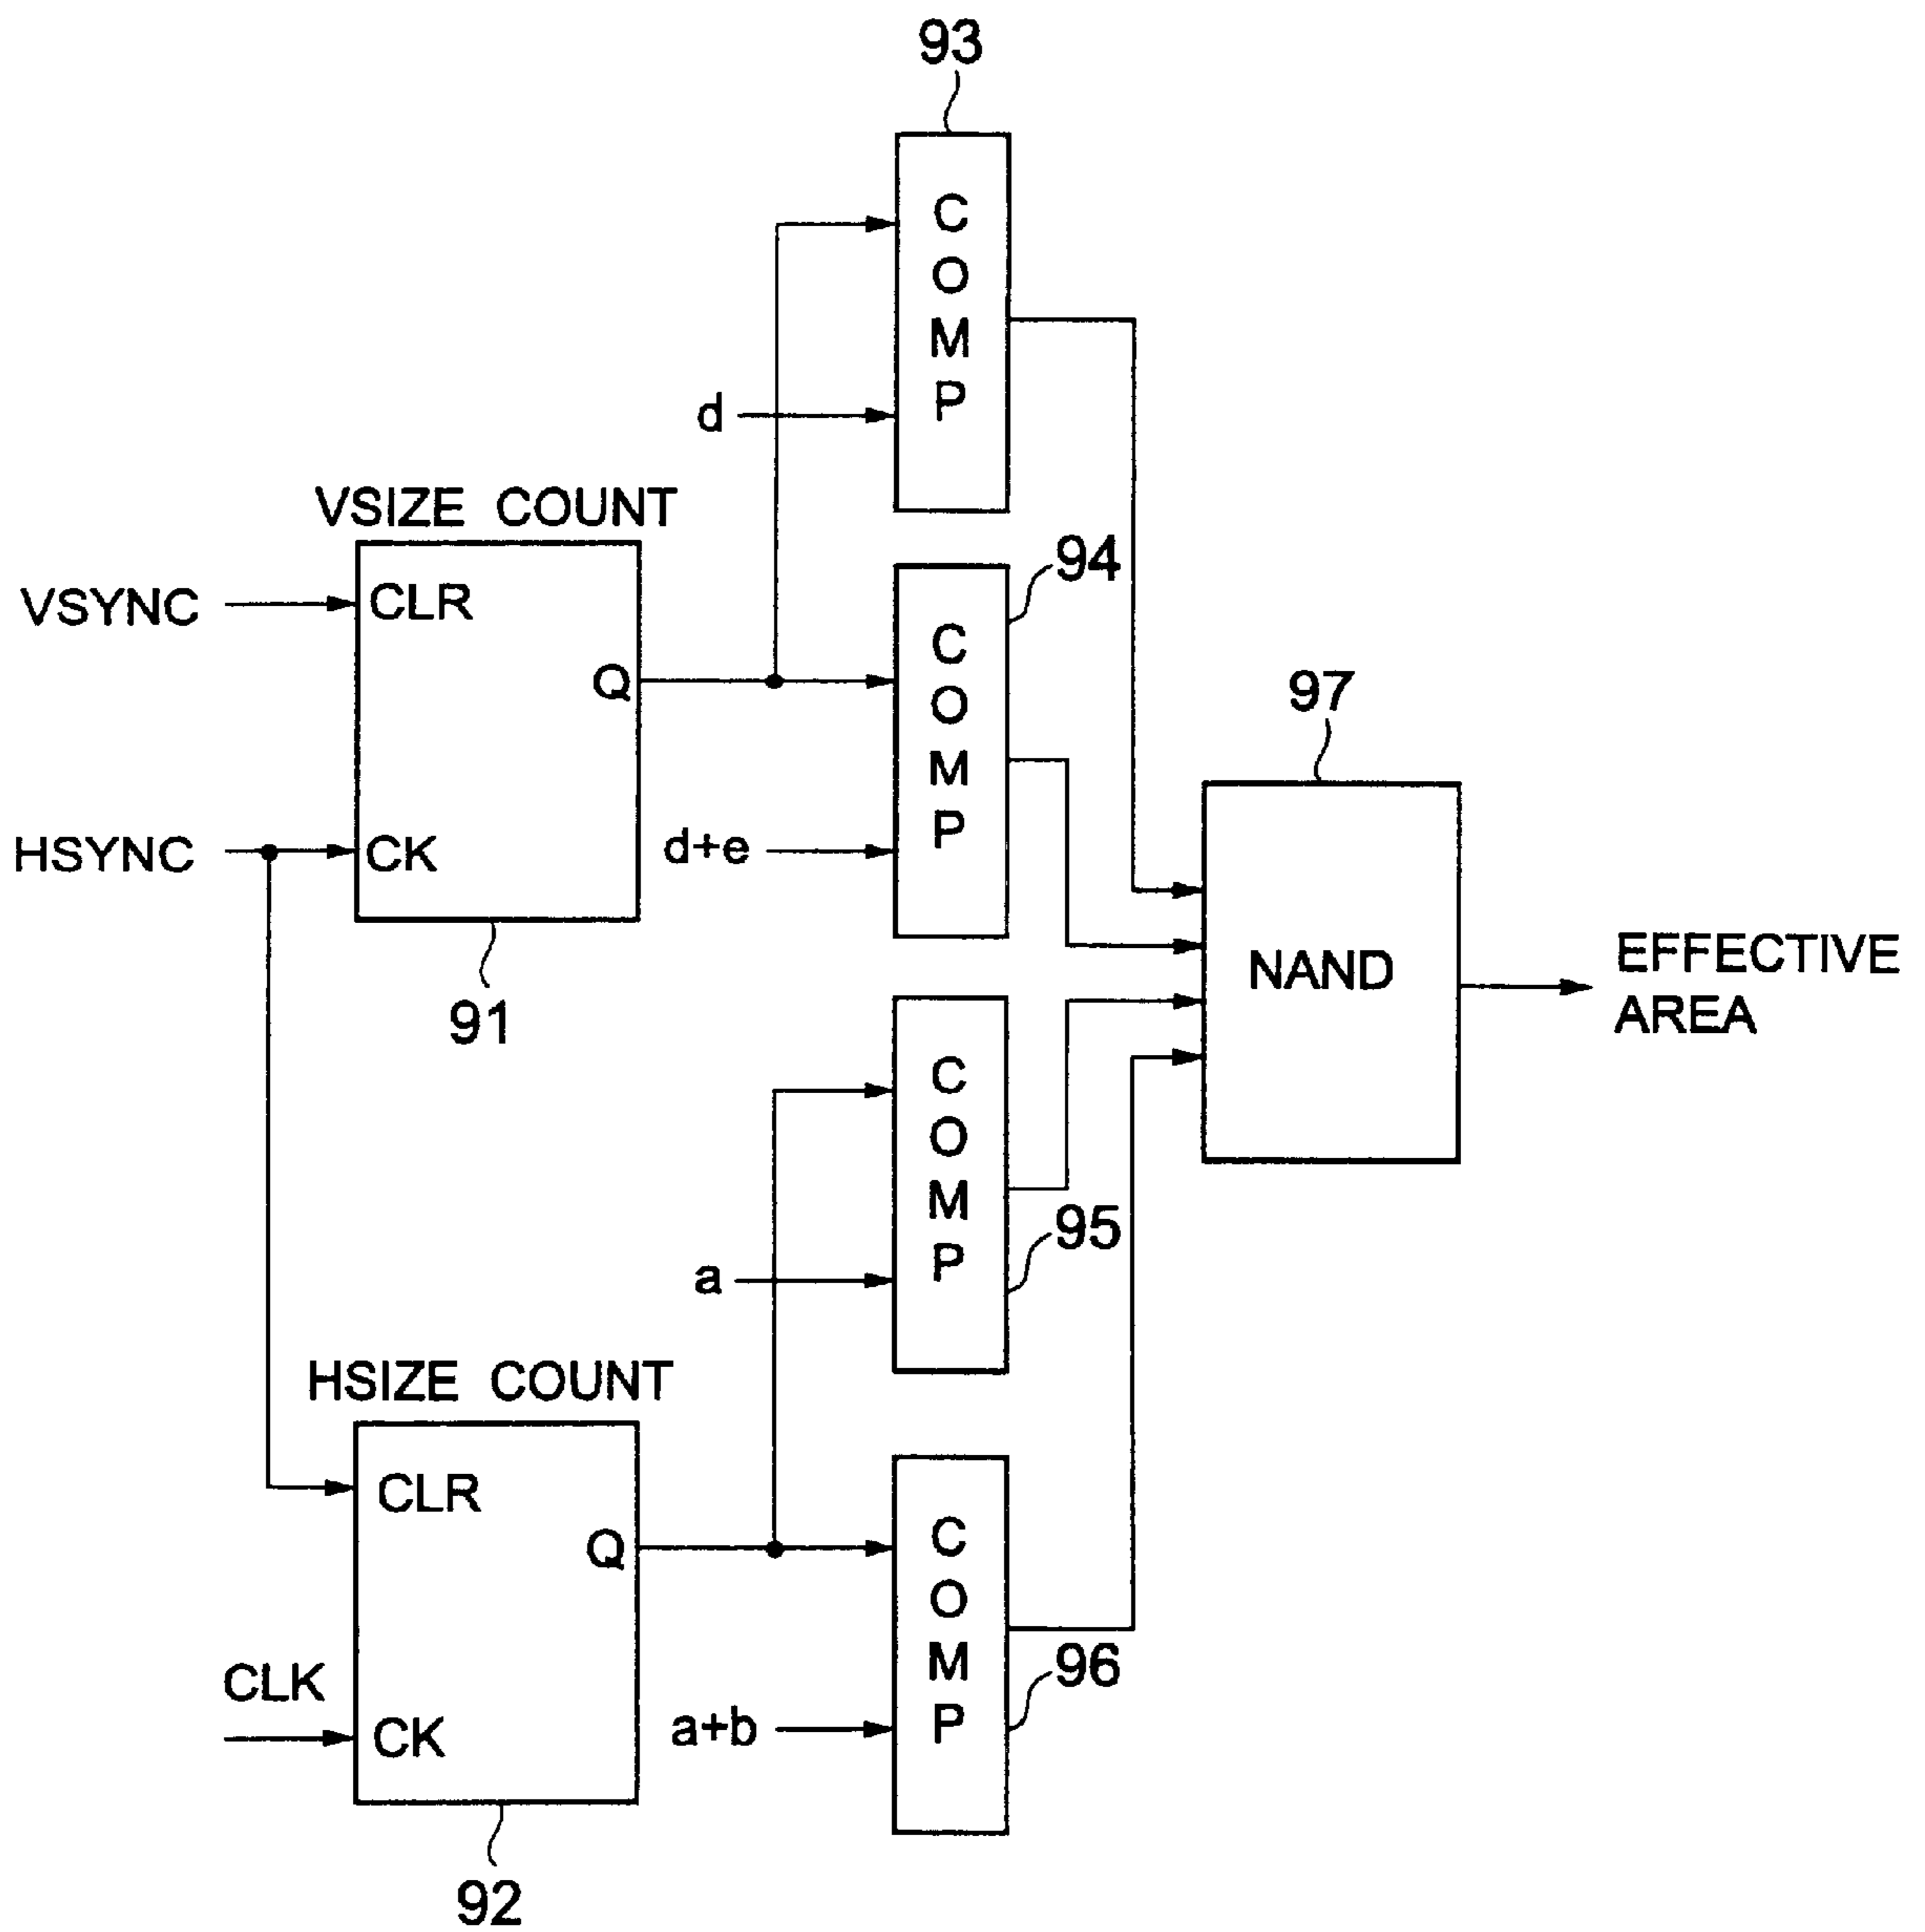 93
C
O
M
P
d
VSIZE COUNT
94
VSYNC
CLR
Q
C
O
M
P
97
HSYNC
CK
d+e
NAND
EFFECTIVE
AREA
91
C
O
M
P
95
a
HSIZE COUNT
CLR
Q
C
O
M
P
96
CLK
CK
a+b
92